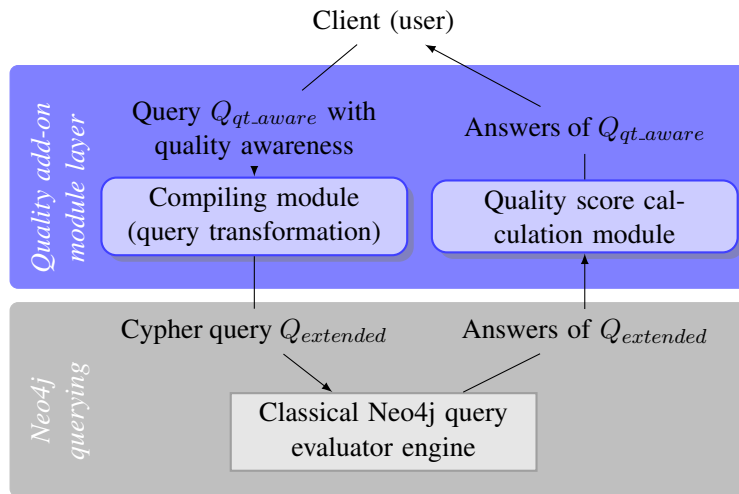 Client (user)
Quality add-on
module layer
Query Q_{qt_aware} with
quality awareness
Answers of Q_{qt_aware}
Compiling module
(query transformation)
Quality score cal-
culation module
Neo4j
querying
Cypher query Q_{extended}
Answers of Q_{extended}
Classical Neo4j query
evaluator engine